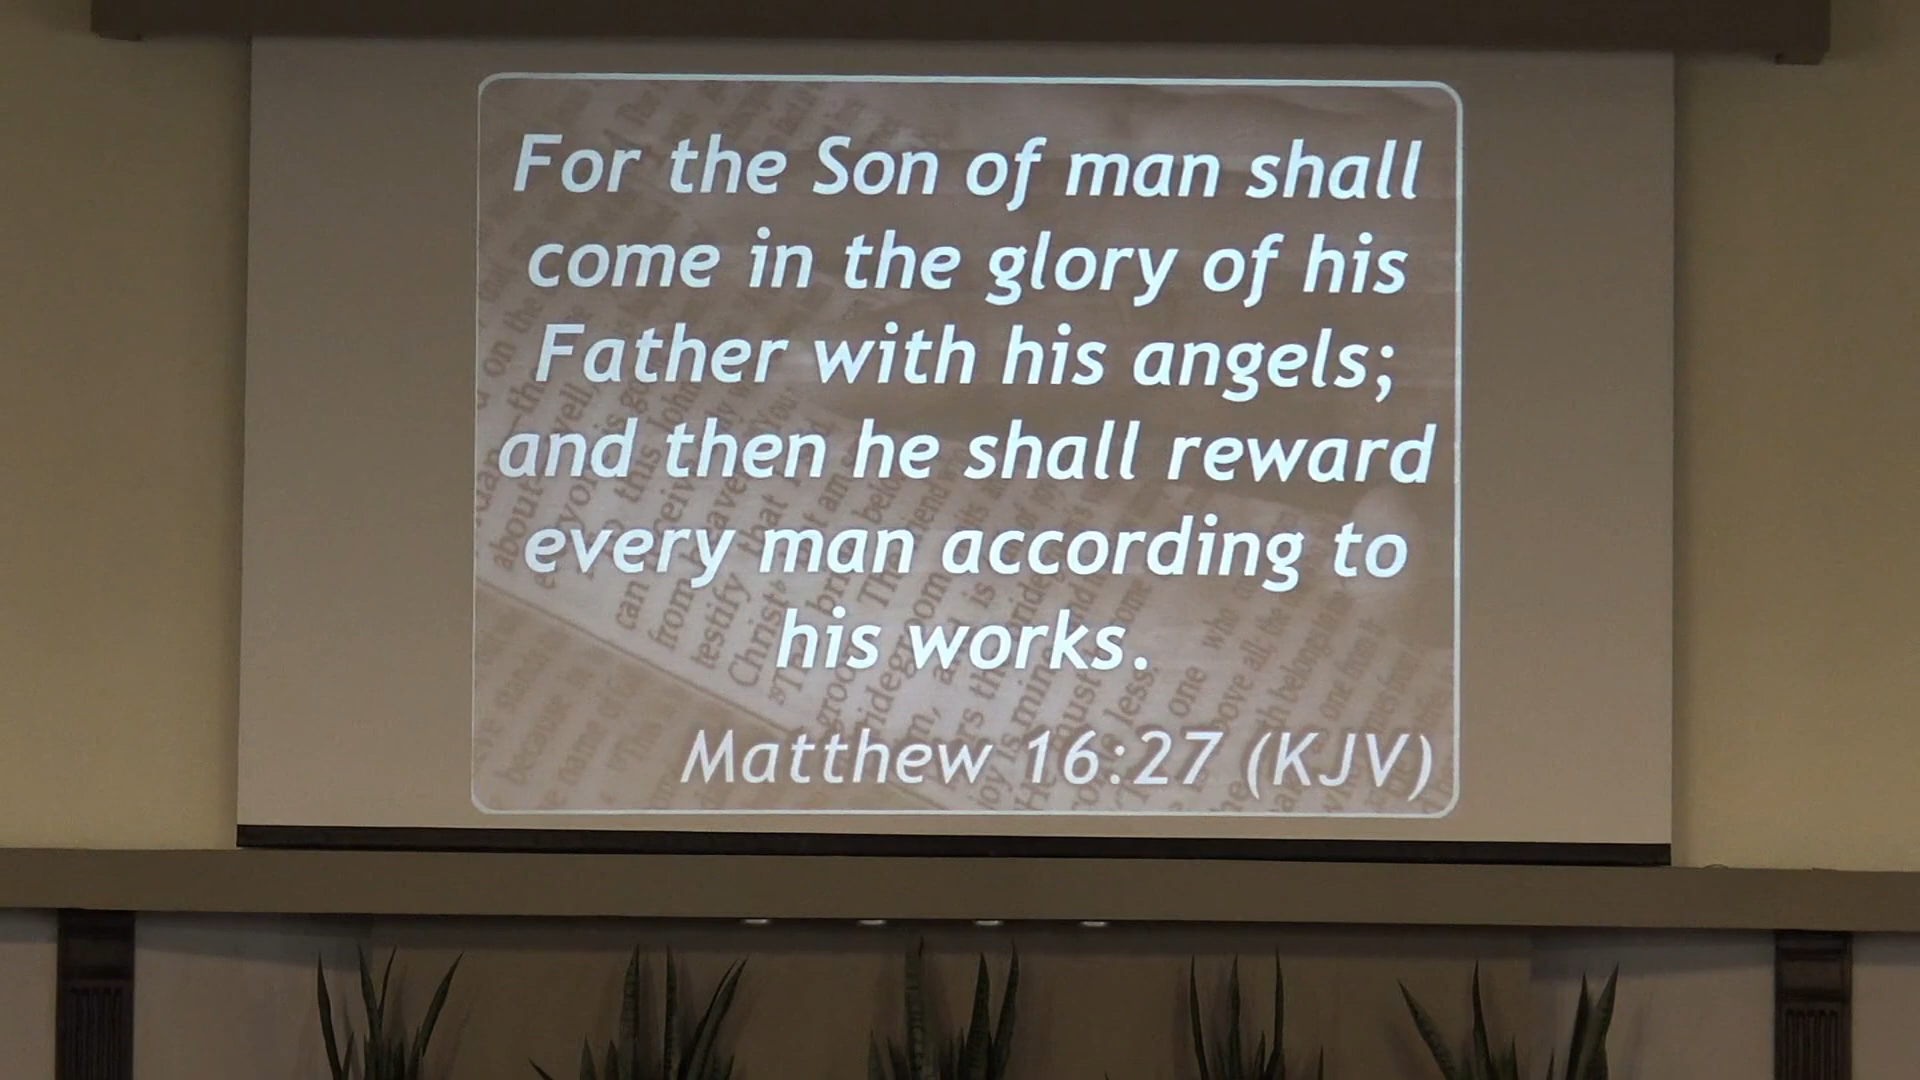 For the Son of man shall
come in the glory of his
Father with his angels;
and then he shall reward
every man according to
his works.
Matthew 16:27 (KJV)